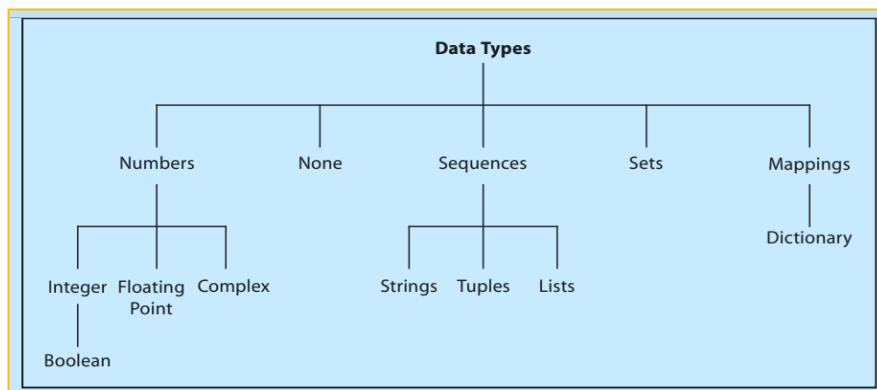 Data Types
Numbers None Sequences Sets Mappings
Dictionary
Integer Floating Point Complex Strings Tuples Lists
Boolean